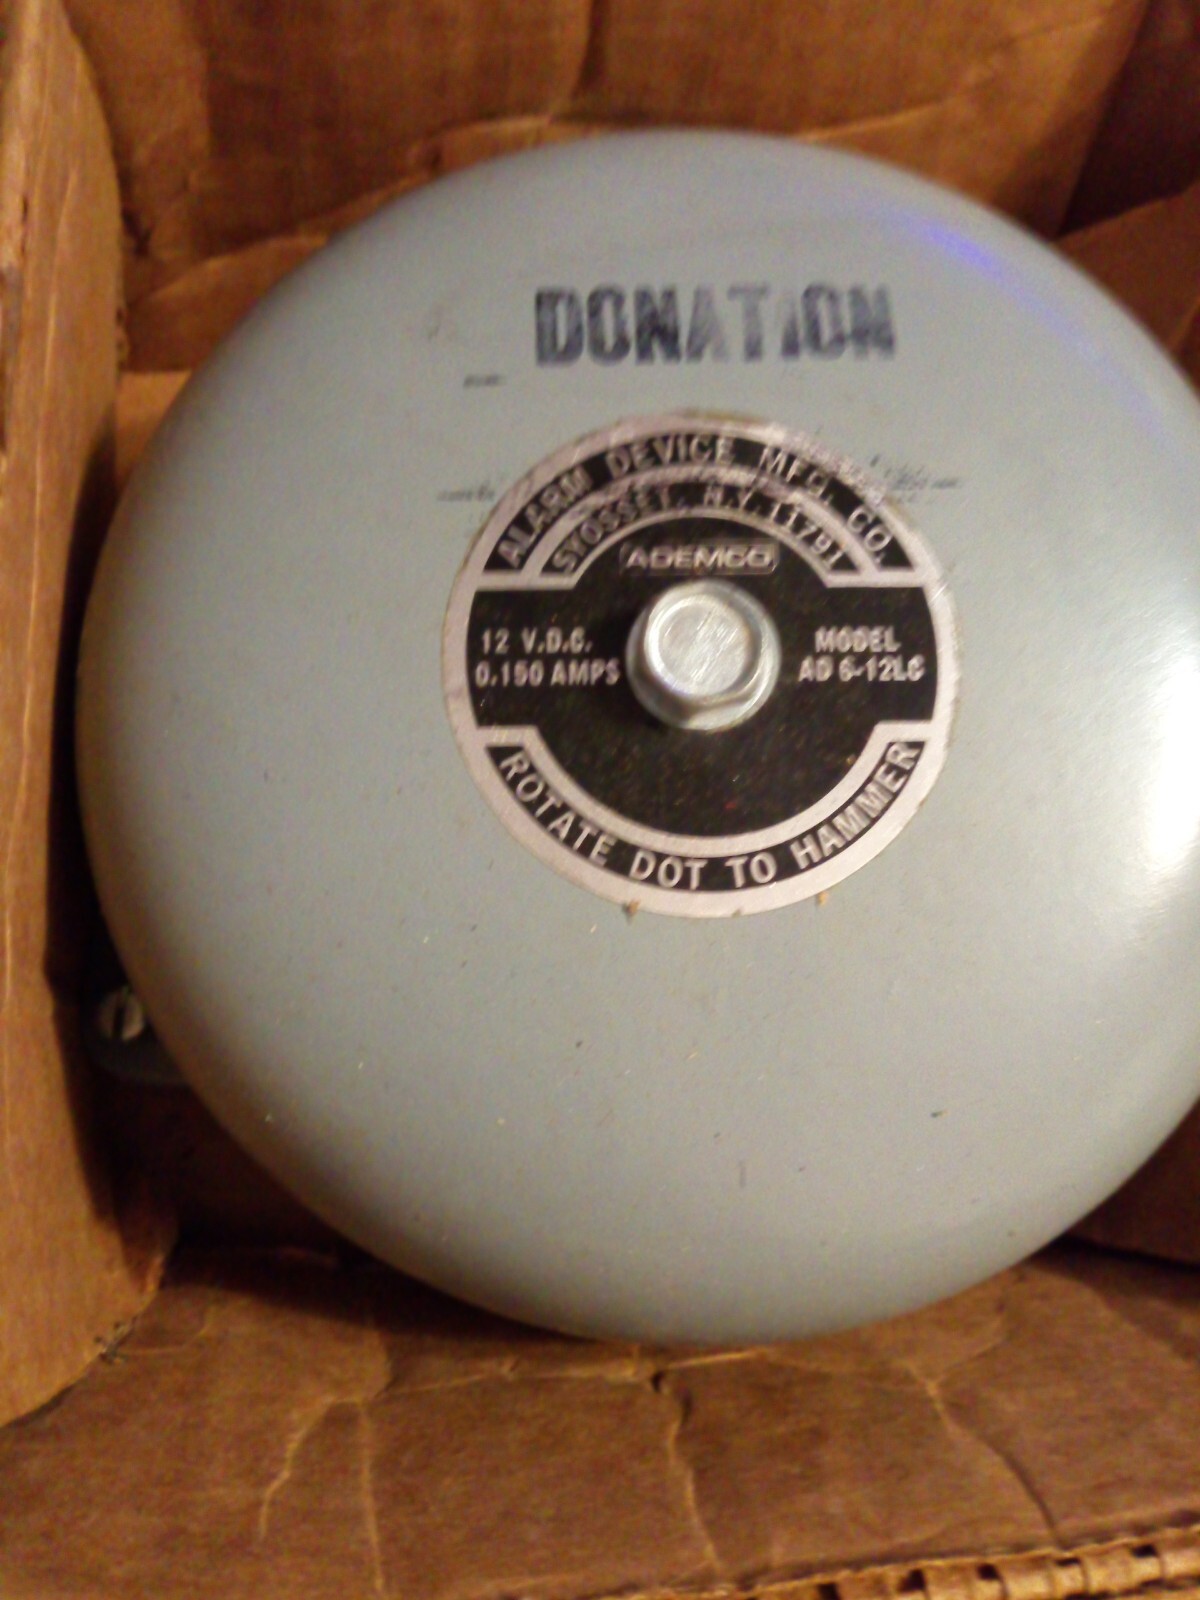 DONATION
ALARM DEVICE MFG. CO.
SYOSSET, N.Y. 11791
ADEMCO
12 V.D.C.
0.150 AMPS
MODEL
AD 6-12LC
ROTATE DOT TO HAMMER